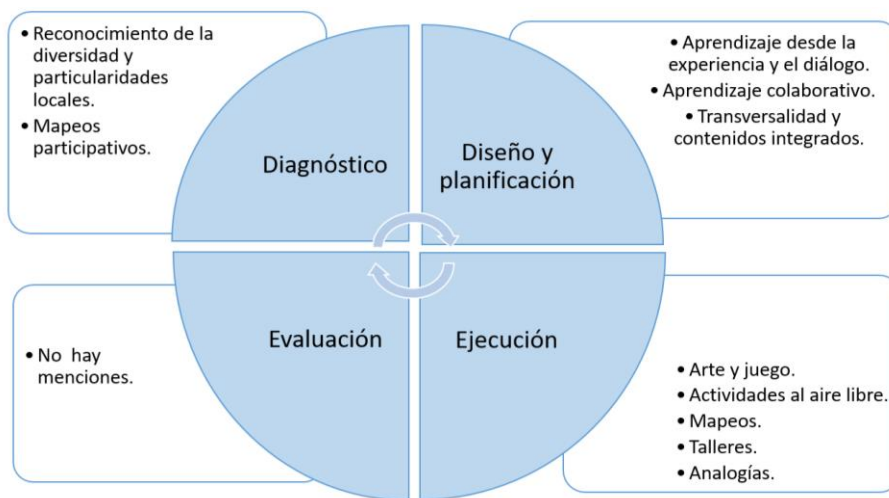 • Reconocimiento de la
diversidad y
particularidades
locales.
• Mapeos
participativos.
Diagnóstico
Diseño y
planificación
• Aprendizaje desde la
experiencia y el diálogo.
• Aprendizaje colaborativo.
• Transversalidad y
contenidos integrados.
• No hay
menciones.
Evaluación
Ejecución
• Arte y juego.
• Actividades al aire libre.
• Mapeos.
• Talleres.
• Analogías.